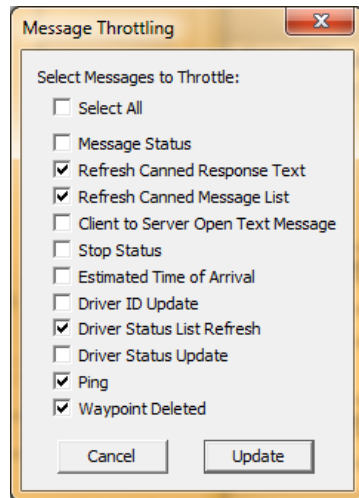 Message Throttling
Select Messages to Throttle:
Select All
Message Status
Refresh Canned Response Text
Refresh Canned Message List
Client to Server Open Text Message
Stop Status
Estimated Time of Arrival
Driver ID Update
Driver Status List Refresh
Driver Status Update
Ping
Waypoint Deleted
Cancel Update